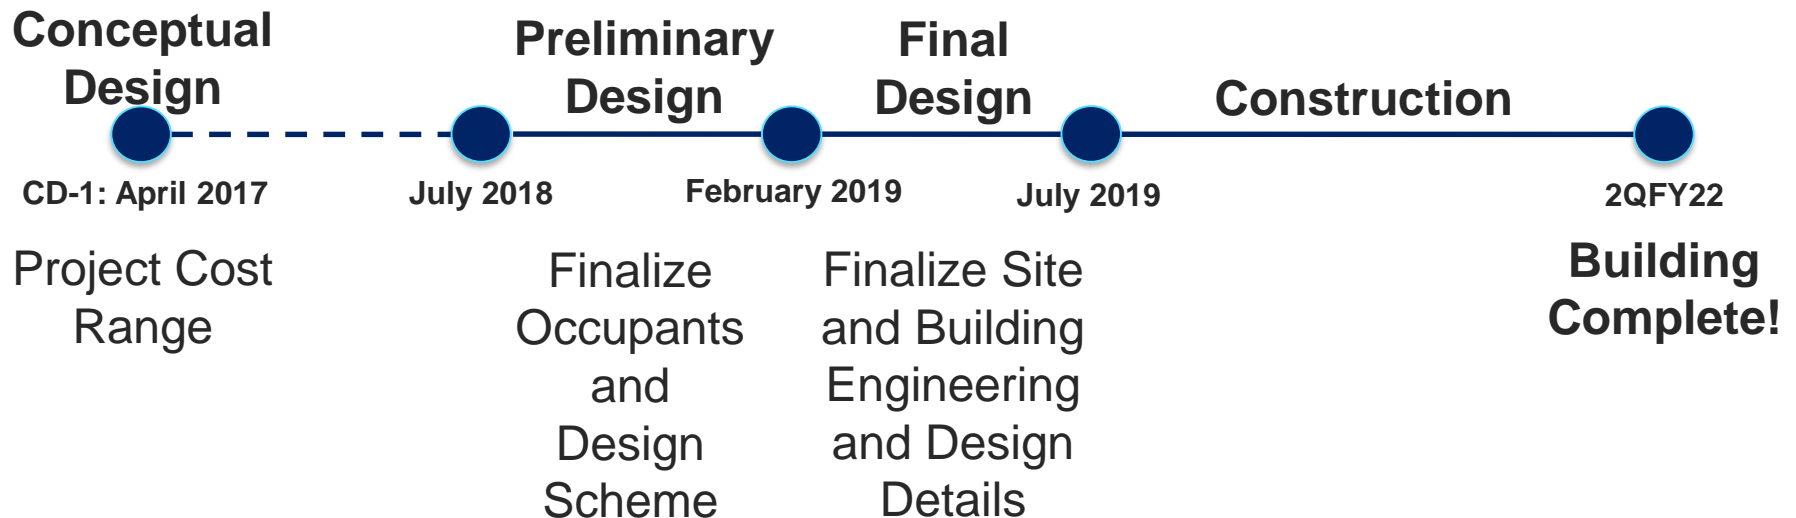 Conceptual
Design
Preliminary
Design
Final
Design
Construction
CD-1: April 2017
July 2018
February 2019
July 2019
2QFY22
Project Cost
Range
Finalize
Occupants
and
Design
Scheme
Finalize Site
and Building
Engineering
and Design
Details
Building
Complete!